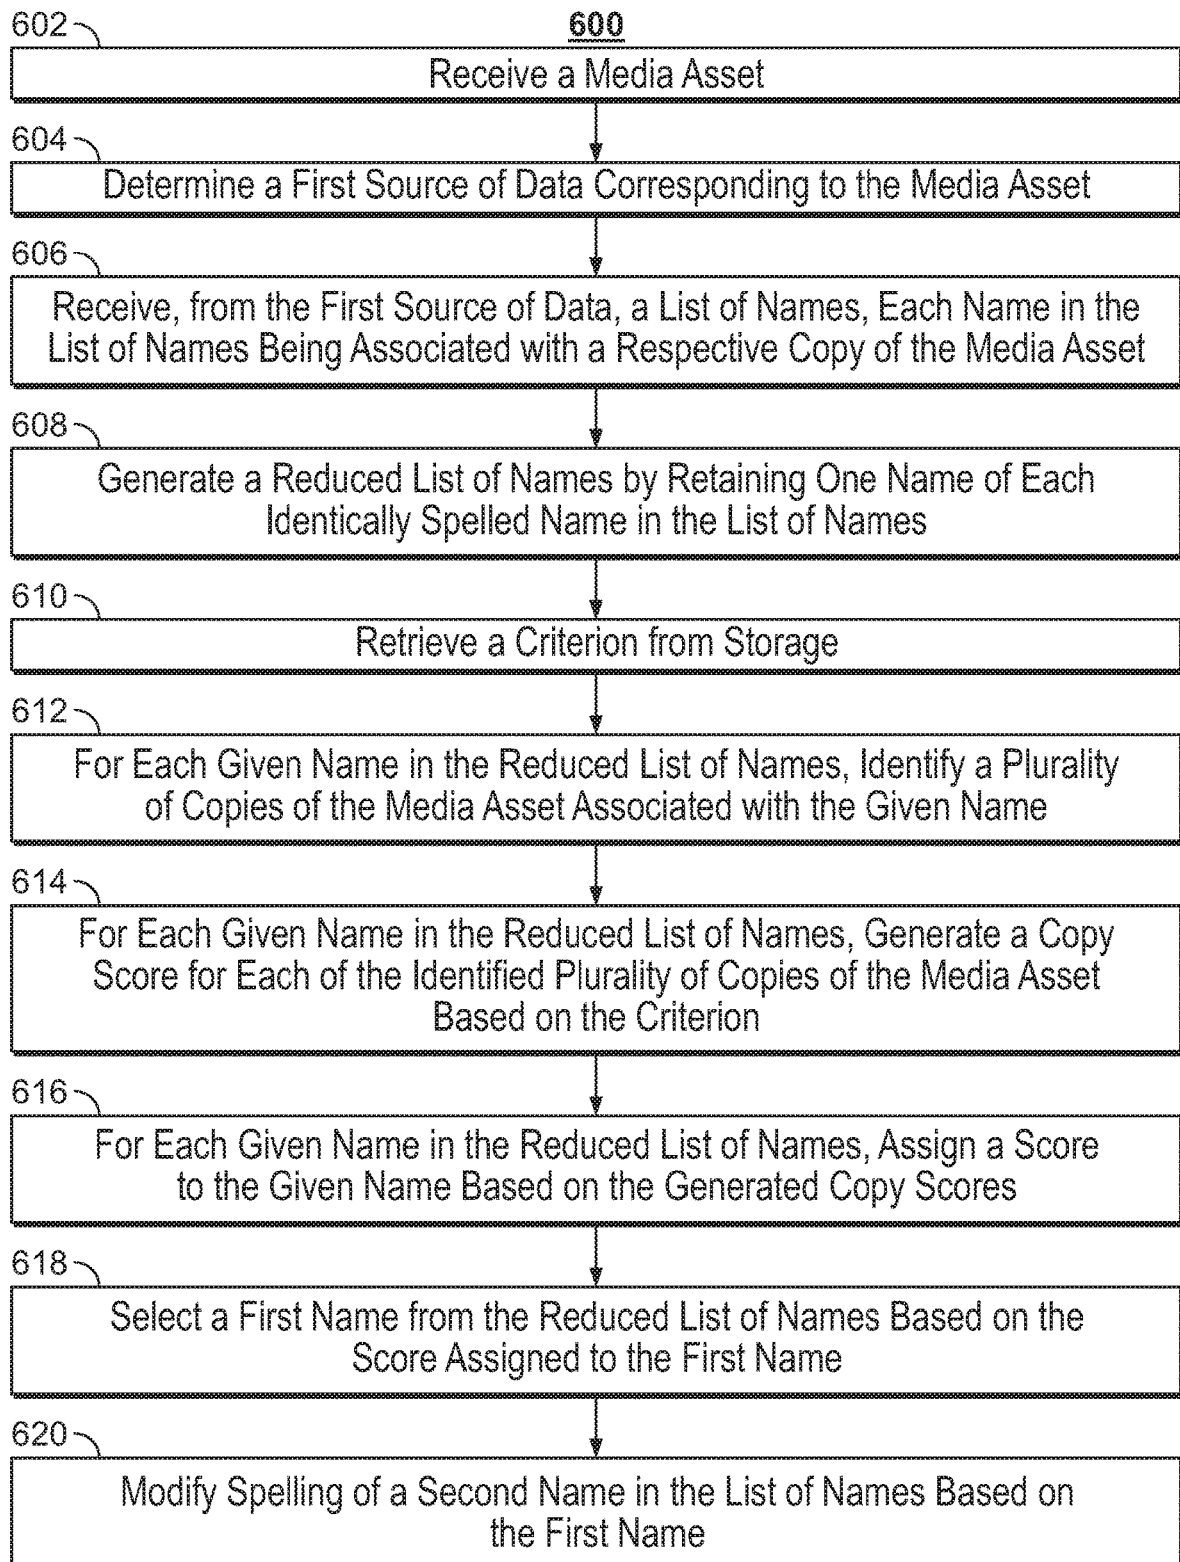 600
602
Receive a Media Asset
604
Determine a First Source of Data Corresponding to the Media Asset
606
Receive, from the First Source of Data, a List of Names, Each Name in the
List of Names Being Associated with a Respective Copy of the Media Asset
608
Generate a Reduced List of Names by Retaining One Name of Each
Identically Spelled Name in the List of Names
610
Retrieve a Criterion from Storage
612
For Each Given Name in the Reduced List of Names, Identify a Plurality
of Copies of the Media Asset Associated with the Given Name
614
For Each Given Name in the Reduced List of Names, Generate a Copy
Score for Each of the Identified Plurality of Copies of the Media Asset
Based on the Criterion
616
For Each Given Name in the Reduced List of Names, Assign a Score
to the Given Name Based on the Generated Copy Scores
618
Select a First Name from the Reduced List of Names Based on the
Score Assigned to the First Name
620
Modify Spelling of a Second Name in the List of Names Based on
the First Name